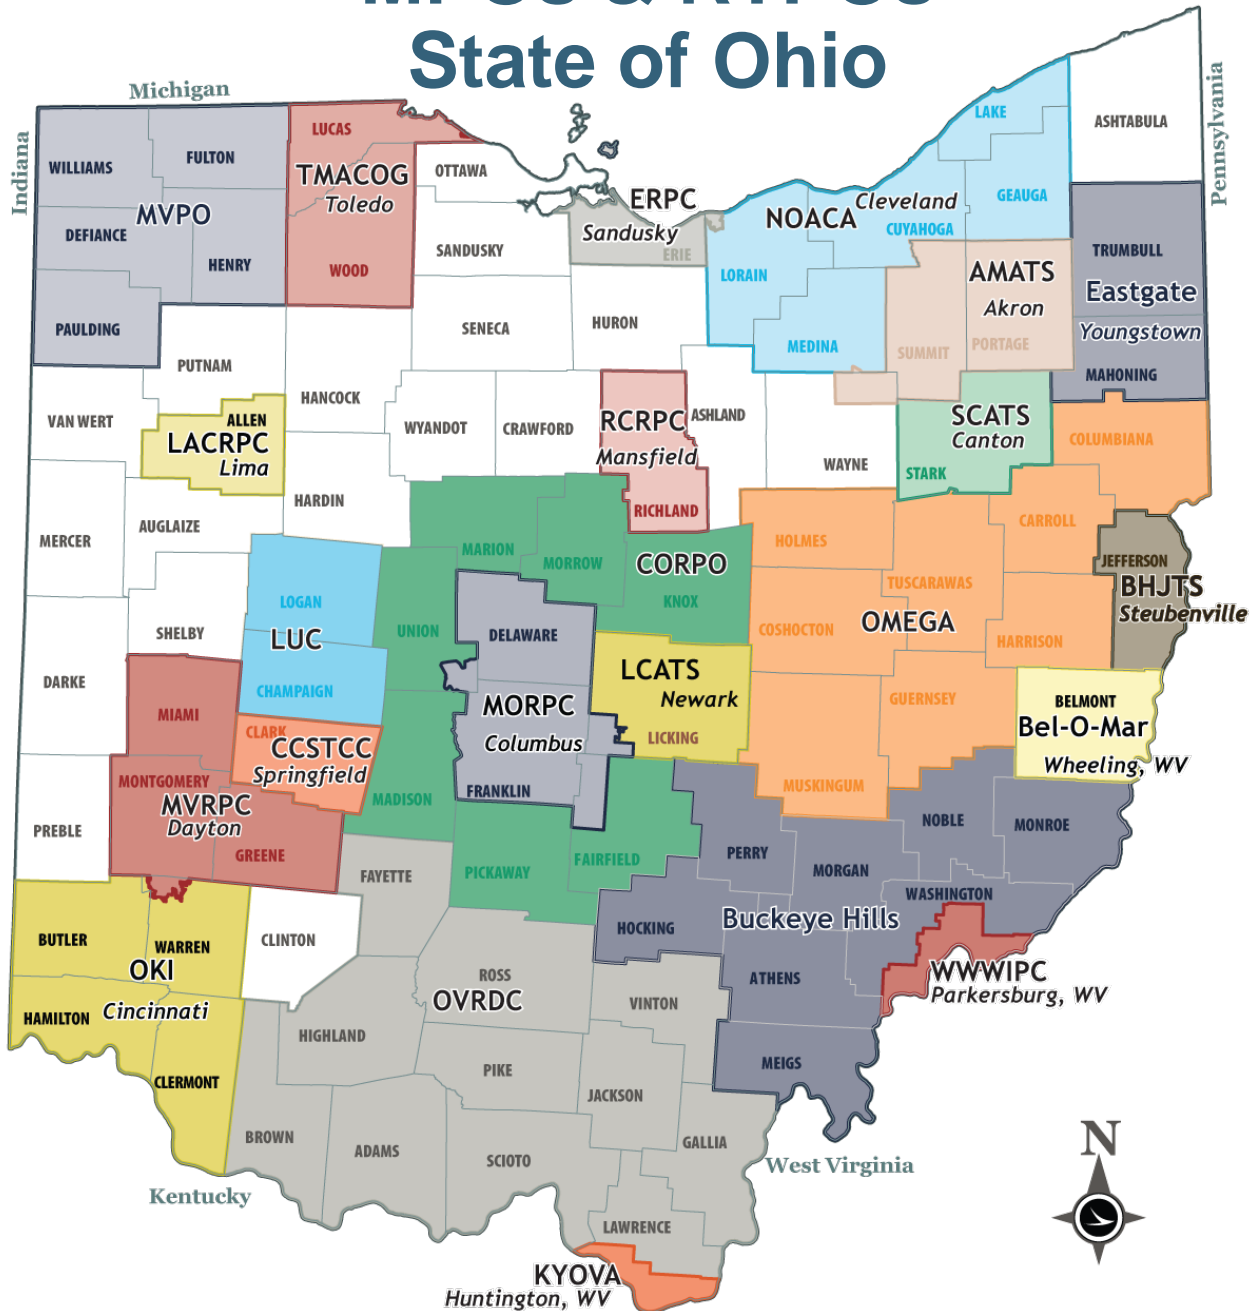 MPOs & RTPOs
State of Ohio
Michigan
Indiana
Pennsylvania
LAKE
ASHTABULA
LUCAS
WILLIAMS
FULTON
TMACOG
Toledo
OTTAWA
ERPC
Sandusky
ERIE
NOACA
Cleveland
CUYAHOGA
GEAUGA
MVPO
DEFIANCE
HENRY
WOOD
SANDUSKY
LORAIN
AMATS
Akron
TRUMBULL
Eastgate
Youngstown
PAULDING
SENECA
HURON
MEDINA
SUMMIT
PORTAGE
MAHONING
PUTNAM
HANCOCK
VAN WERT
ALLEN
LACRPC
Lima
WYANDOT
CRAWFORD
RCRPC
Mansfield
RICHLAND
ASHLAND
WAYNE
SCATS
Canton
STARK
COLUMBIANA
HARDIN
AUGLAIZE
MERCER
MARION
MORROW
CORPO
KNOX
HOLMES
CARROLL
JEFFERSON
BHJTS
Steubenville
TUSCARAWAS
LOGAN
LUC
CHAMPAIGN
UNION
DELAWARE
COSHOCTON
OMEGA
HARRISON
SHELBY
DARKE
MIAMI
MORPC
Columbus
FRANKLIN
LCATS
Newark
LICKING
GUERNSEY
BELMONT
Bel-O-Mar
Wheeling, WV
CLARK
CCSTCC
Springfield
MONTGOMERY
MVRPC
Dayton
GREENE
MADISON
MUSKINGUM
PREBLE
PICKAWAY
FAIRFIELD
PERRY
MORGAN
NOBLE
MONROE
FAYETTE
WASHINGTON
HOCKING
Buckeye Hills
BUTLER
WARREN
CLINTON
OKI
Cincinnati
HAMILTON
CLERMONT
ROSS
OVRDC
VINTON
ATHENS
WWWIPC
Parkersburg, WV
HIGHLAND
PIKE
JACKSON
MEIGS
BROWN
ADAMS
SCIOTO
GALLIA
West Virginia
Kentucky
LAWRENCE
KYOVA
Huntington, WV
N